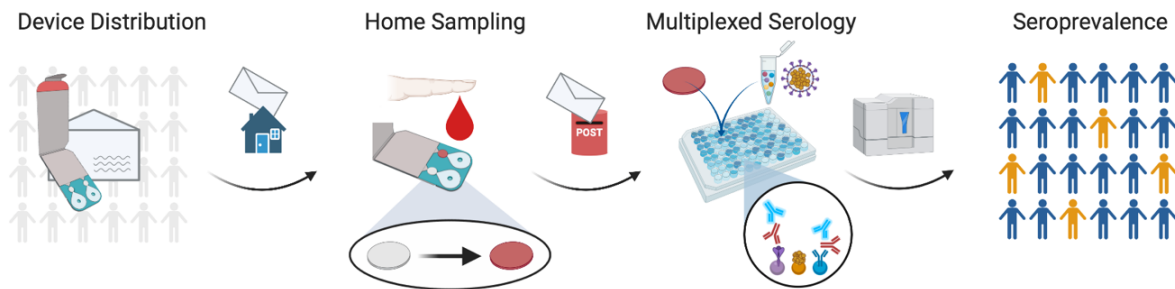 Device Distribution
Home Sampling
Multiplexed Serology
Seroprevalence
POST